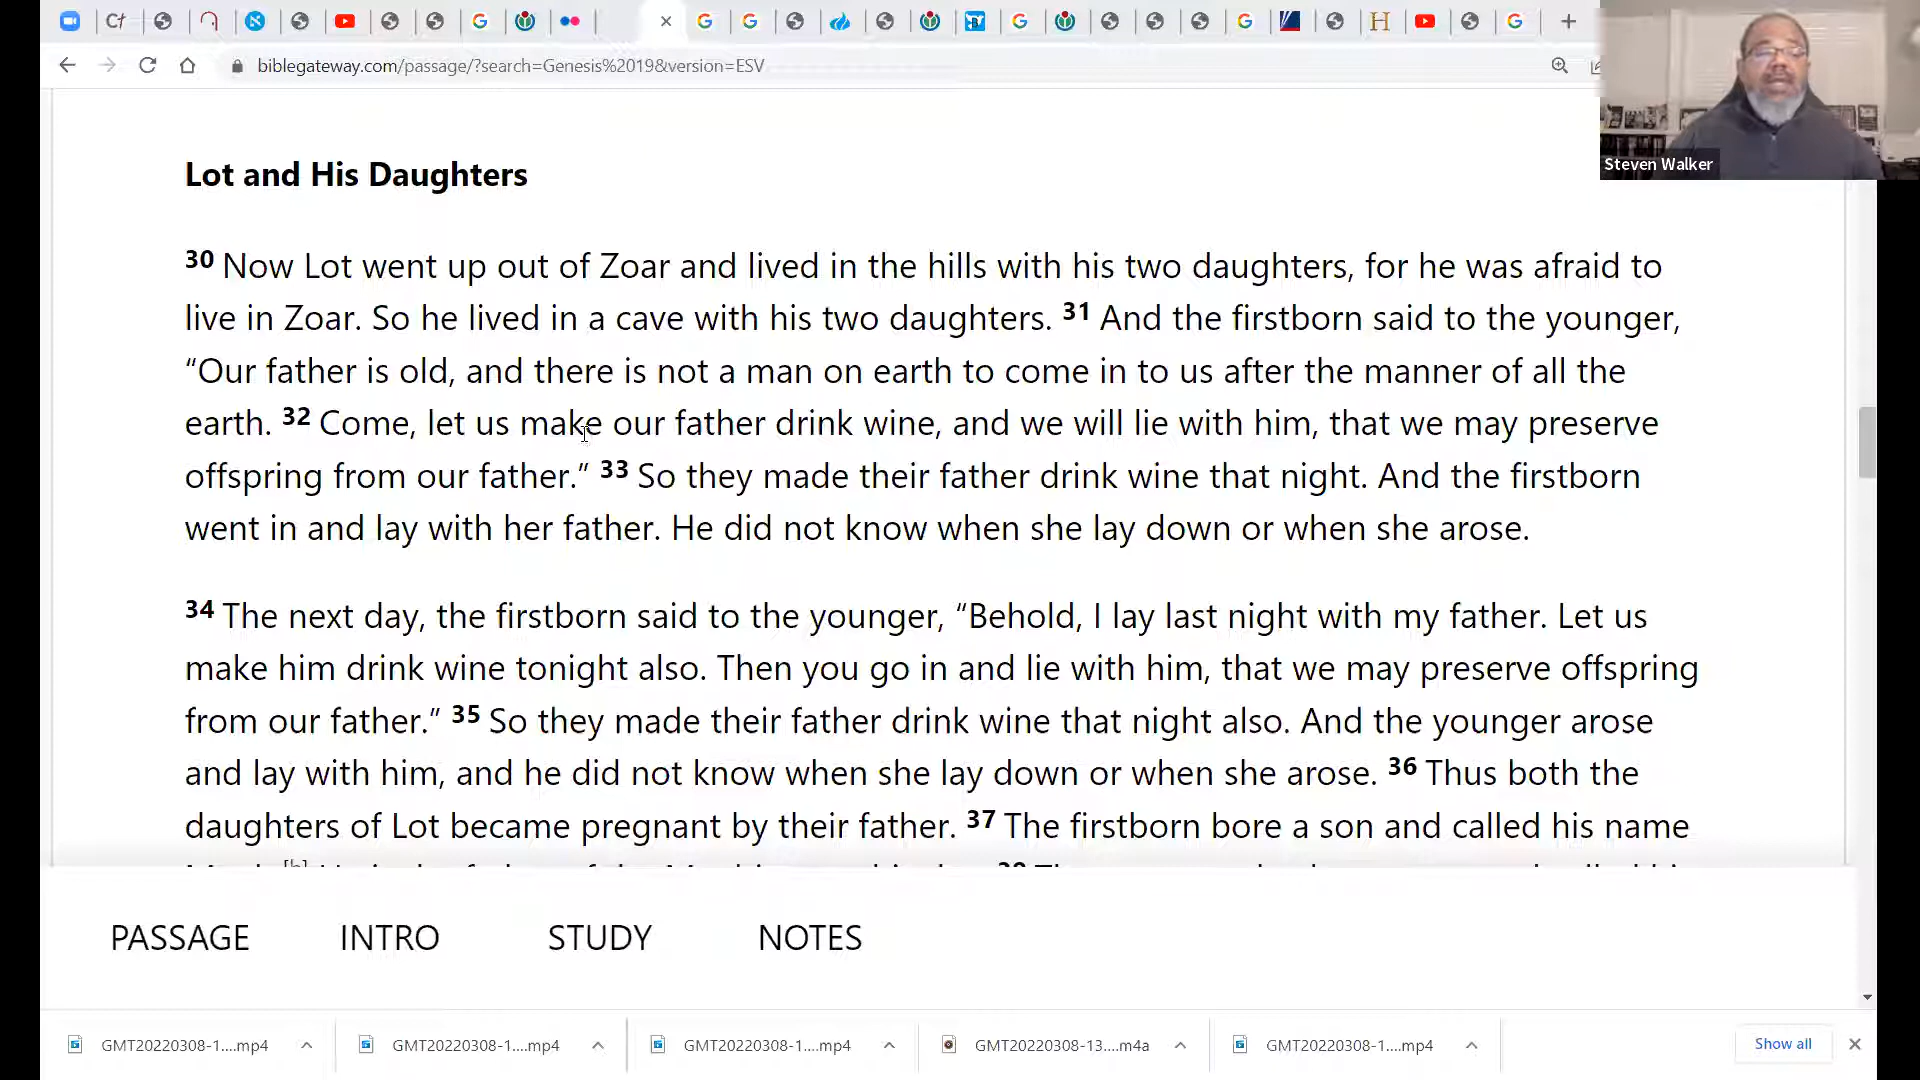 biblegateway.com/passage/?search=Genesis%2019&version=ESV
Steven Walker
Lot and His Daughters
30 Now Lot went up out of Zoar and lived in the hills with his two daughters, for he was afraid to
live in Zoar. So he lived in a cave with his two daughters. 31 And the firstborn said to the younger,
“Our father is old, and there is not a man on earth to come in to us after the manner of all the
earth. 32 Come, let us make our father drink wine, and we will lie with him, that we may preserve
offspring from our father.” 33 So they made their father drink wine that night. And the firstborn
went in and lay with her father. He did not know when she lay down or when she arose.
34 The next day, the firstborn said to the younger, “Behold, I lay last night with my father. Let us
make him drink wine tonight also. Then you go in and lie with him, that we may preserve offspring
from our father.” 35 So they made their father drink wine that night also. And the younger arose
and lay with him, and he did not know when she lay down or when she arose. 36 Thus both the
daughters of Lot became pregnant by their father. 37 The firstborn bore a son and called his name
PASSAGE INTRO STUDY NOTES
GMT20220308-1....mp4 GMT20220308-1....mp4 GMT20220308-1....mp4 GMT20220308-13....m4a GMT20220308-1....mp4 Show all